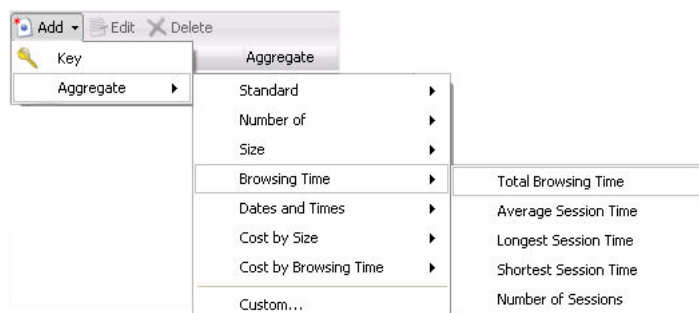 Add Edit Delete
Key Aggregate
Aggregate Standard
Number of
Size
Browsing Time Total Browsing Time
Dates and Times Average Session Time
Cost by Size Longest Session Time
Cost by Browsing Time Shortest Session Time
Custom... Number of Sessions